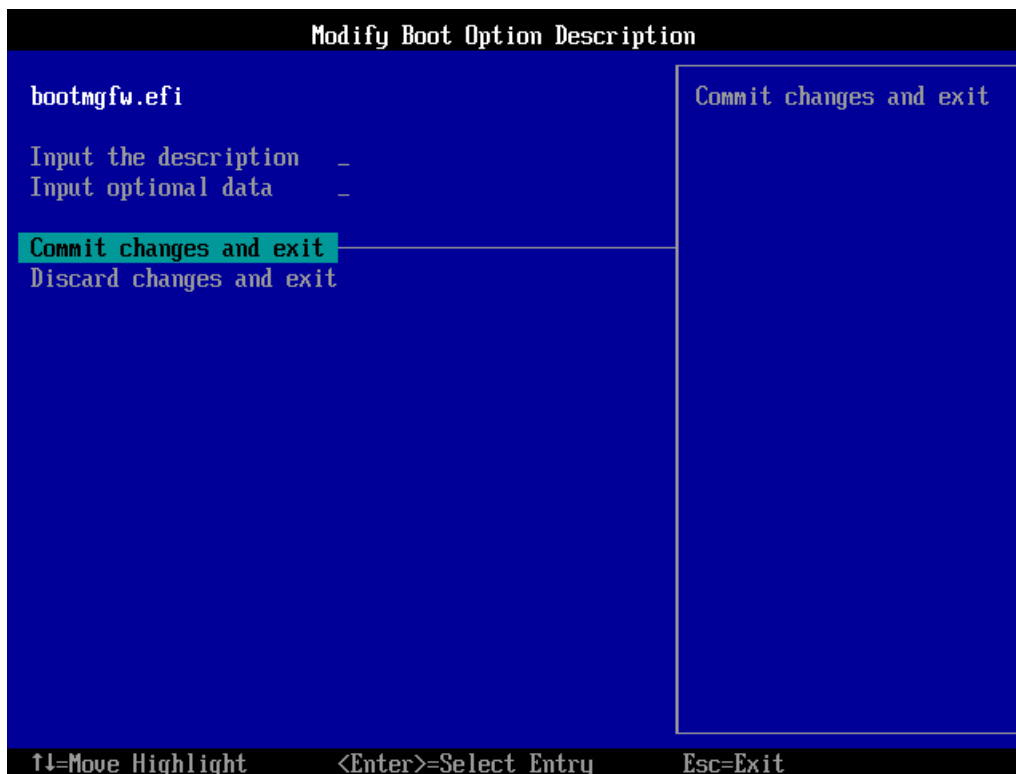 Modify Boot Option Description
bootmgfw.efi
Input the description _
Input optional data _
Commit changes and exit
Discard changes and exit
Commit changes and exit
↑↓=Move Highlight <Enter>=Select Entry Esc=Exit